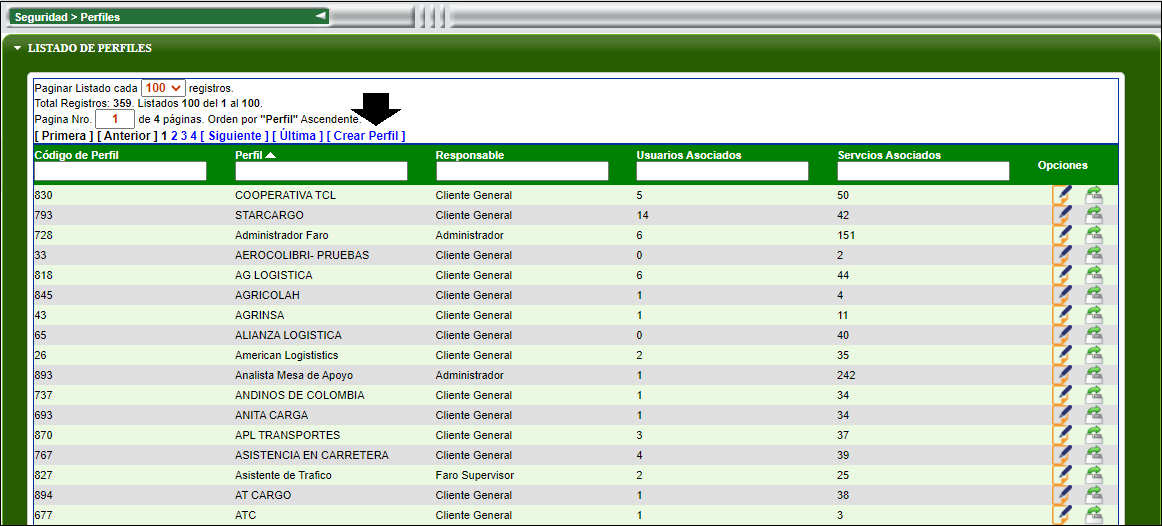 Seguridad > Perfiles
LISTADO DE PERFILES
Paginar Listado cada 100 registros.
Total Registros: 359. Listados 100 del 1 al 100.
Pagina Nro. 1 de 4 páginas. Orden por "Perfil" Ascendente.
[ Primera ] [ Anterior ] 1 2 3 4 [ Siguiente ] [ Última ] [ Crear Perfil ]
Código de Perfil Perfil Responsable Usuarios Asociados Servcios Asociados Opciones
830 COOPERATIVA TCL Cliente General 5 50
793 STARCARGO Cliente General 14 42
728 Administrador Faro Administrador 6 151
33 AEROCOLIBRI- PRUEBAS Cliente General 0 2
818 AG LOGISTICA Cliente General 6 44
845 AGRICOLAH Cliente General 1 4
43 AGRINSA Cliente General 1 11
65 ALIANZA LOGISTICA Cliente General 0 40
26 American Logististics Cliente General 2 35
893 Analista Mesa de Apoyo Administrador 1 242
737 ANDINOS DE COLOMBIA Cliente General 1 34
693 ANITA CARGA Cliente General 1 34
870 APL TRANSPORTES Cliente General 3 37
767 ASISTENCIA EN CARRETERA Cliente General 4 39
827 Asistente de Trafico Faro Supervisor 2 25
894 AT CARGO Cliente General 1 38
677 ATC Cliente General 1 3